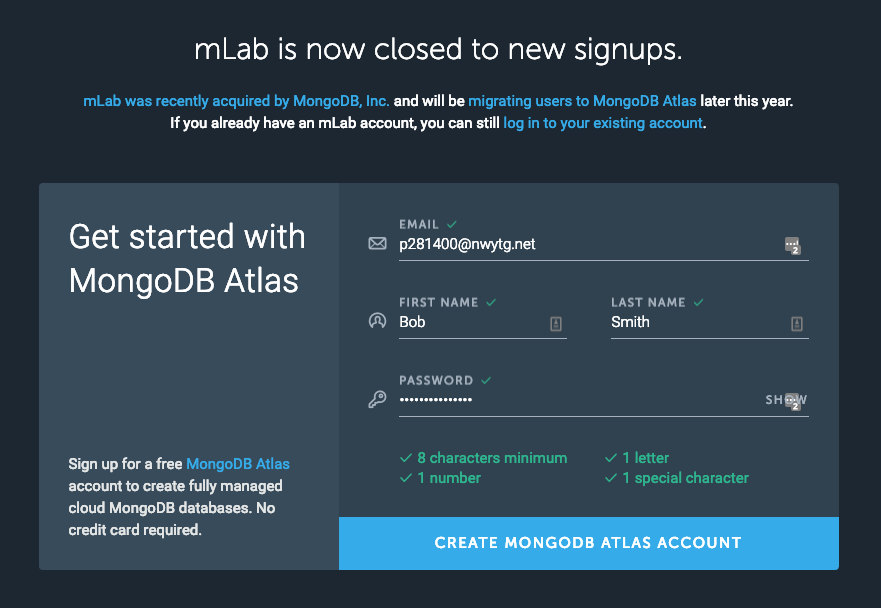 mLab is now closed to new signups.
mLab was recently acquired by MongoDB, Inc. and will be migrating users to MongoDB Atlas later this year.
If you already have an mLab account, you can still log in to your existing account.
Get started with
MongoDB Atlas
Sign up for a free MongoDB Atlas
account to create fully managed
cloud MongoDB databases. No
credit card required.
EMAIL
p281400@nwytg.net
2
FIRST NAME
Bob
LAST NAME
Smith
PASSWORD
•••••••••••••••
SHOW
2
8 characters minimum
1 letter
1 number
1 special character
CREATE MONGODB ATLAS ACCOUNT